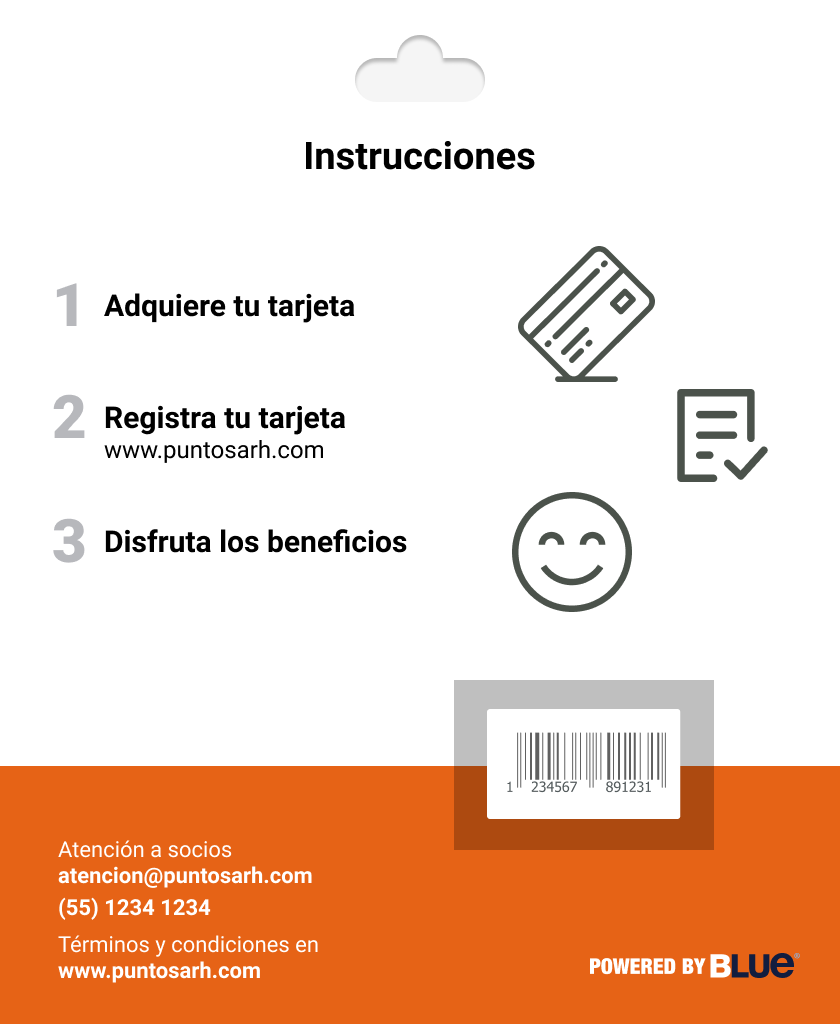 Instrucciones
1 Adquiere tu tarjeta
2 Registra tu tarjeta
www.puntosarh.com
3 Disfruta los beneficios
1 234567 891231
Atención a socios
atencion@puntosarh.com
(55) 1234 1234
Términos y condiciones en
www.puntosarh.com
POWERED BY BLUe®